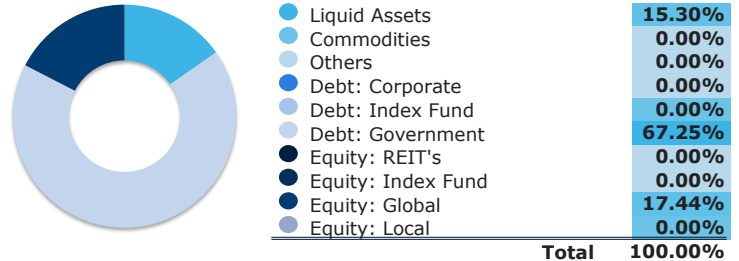 Liquid Assets 15.30%
Commodities 0.00%
Others 0.00%
Debt: Corporate 0.00%
Debt: Index Fund 0.00%
Debt: Government 67.25%
Equity: REIT's 0.00%
Equity: Index Fund 0.00%
Equity: Global 17.44%
Equity: Local 0.00%
Total 100.00%